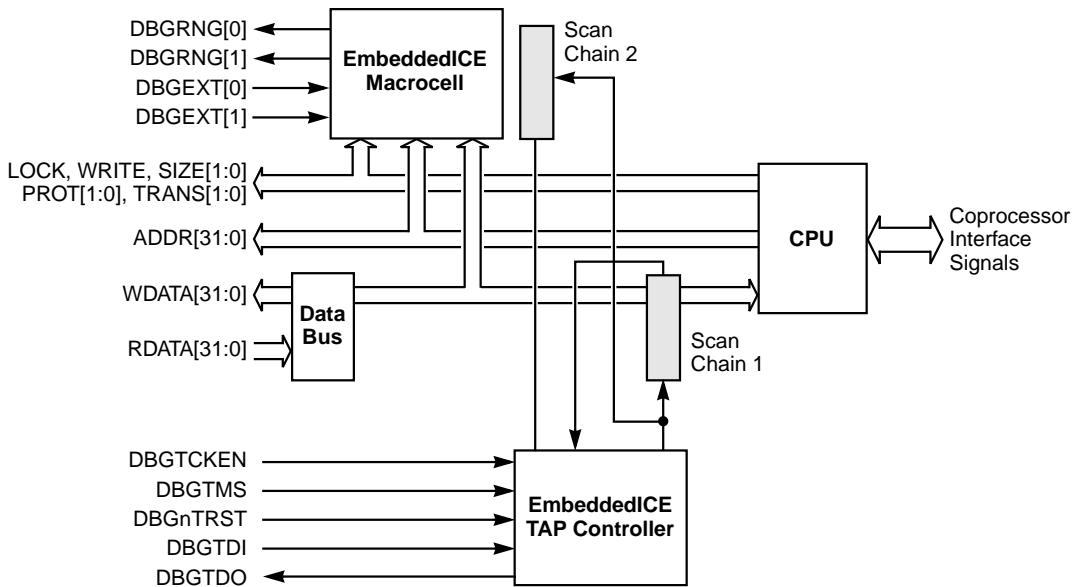 DBGRNG[0]
DBGRNG[1]
DBGEXT[0]
DBGEXT[1]
EmbeddedICE
Macrocell
Scan
Chain 2
LOCK, WRITE, SIZE[1:0]
PROT[1:0], TRANS[1:0]
ADDR[31:0]
WDATA[31:0]
RDATA[31:0]
Data
Bus
CPU
Coprocessor
Interface
Signals
Scan
Chain 1
DBGTCKEN
DBGTMS
DBGnTRST
DBGTDI
DBGTDO
EmbeddedICE
TAP Controller